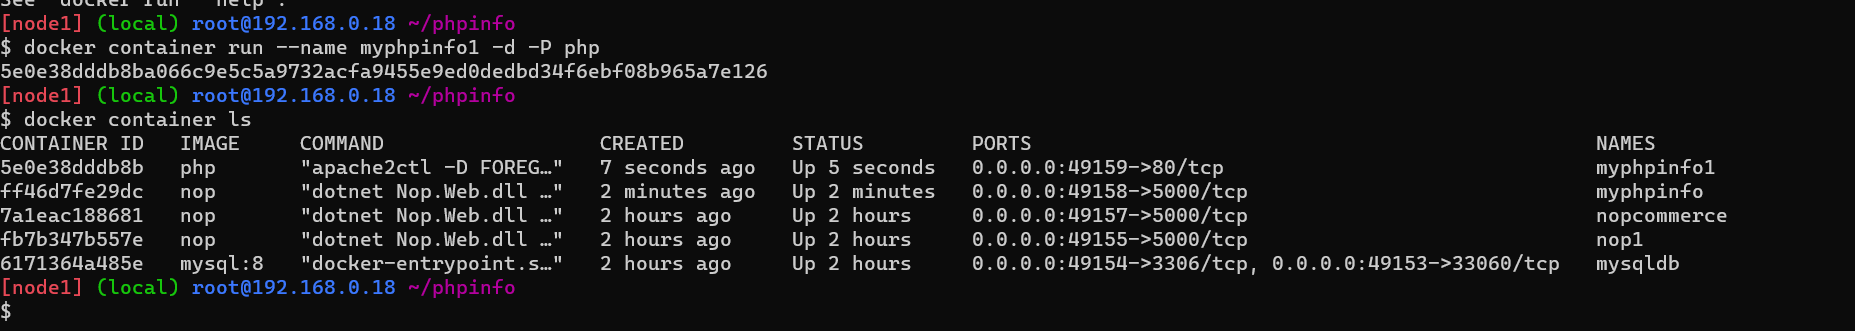 See 'docker run --help'.
[node1] (local) root@192.168.0.18 ~/phpinfo
$ docker container run --name myphpinfo1 -d -P php
5e0e38dddb8ba066c9e5c5a9732acfa9455e9ed0dedbd34f6ebf08b965a7e126
[node1] (local) root@192.168.0.18 ~/phpinfo
$ docker container ls
CONTAINER ID   IMAGE     COMMAND                  CREATED         STATUS         PORTS                                               NAMES
5e0e38dddb8b   php       "apache2ctl -D FOREG…"   7 seconds ago   Up 5 seconds   0.0.0.0:49159->80/tcp                               myphpinfo1
ff46d7fe29dc   nop       "dotnet Nop.Web.dll …"   2 minutes ago   Up 2 minutes   0.0.0.0:49158->5000/tcp                             myphpinfo
7a1eac188681   nop       "dotnet Nop.Web.dll …"   2 hours ago     Up 2 hours     0.0.0.0:49157->5000/tcp                             nopcommerce
fb7b347b557e   nop       "dotnet Nop.Web.dll …"   2 hours ago     Up 2 hours     0.0.0.0:49155->5000/tcp                             nop1
6171364a485e   mysql:8   "docker-entrypoint.s…"   2 hours ago     Up 2 hours     0.0.0.0:49154->3306/tcp, 0.0.0.0:49153->33060/tcp   mysqldb
[node1] (local) root@192.168.0.18 ~/phpinfo
$